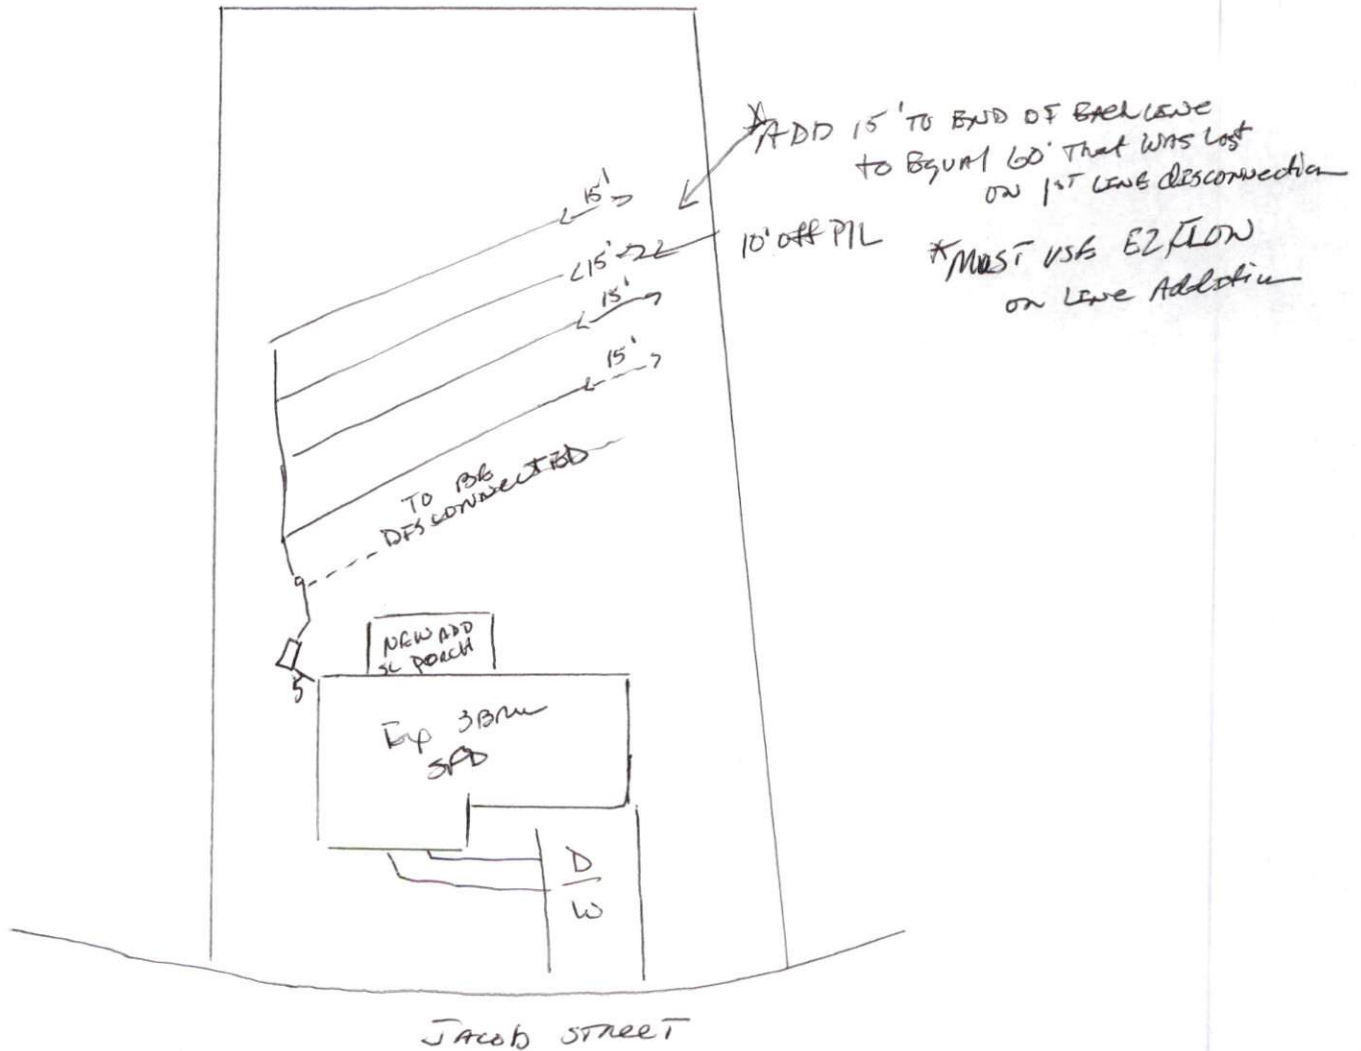 *ADD 15' TO END OF EACH LINE
to Equal 60' That was Lost
on 1ST LINE disconnection
15'
15'
10' off P/L
*MUST USE EZ FLOW
on Line Addition
15'
15'
TO BE
DISCONNECTED
NEW ADD
SC PORCH
5
3BRM
SFD
D
W
JACOB STREET